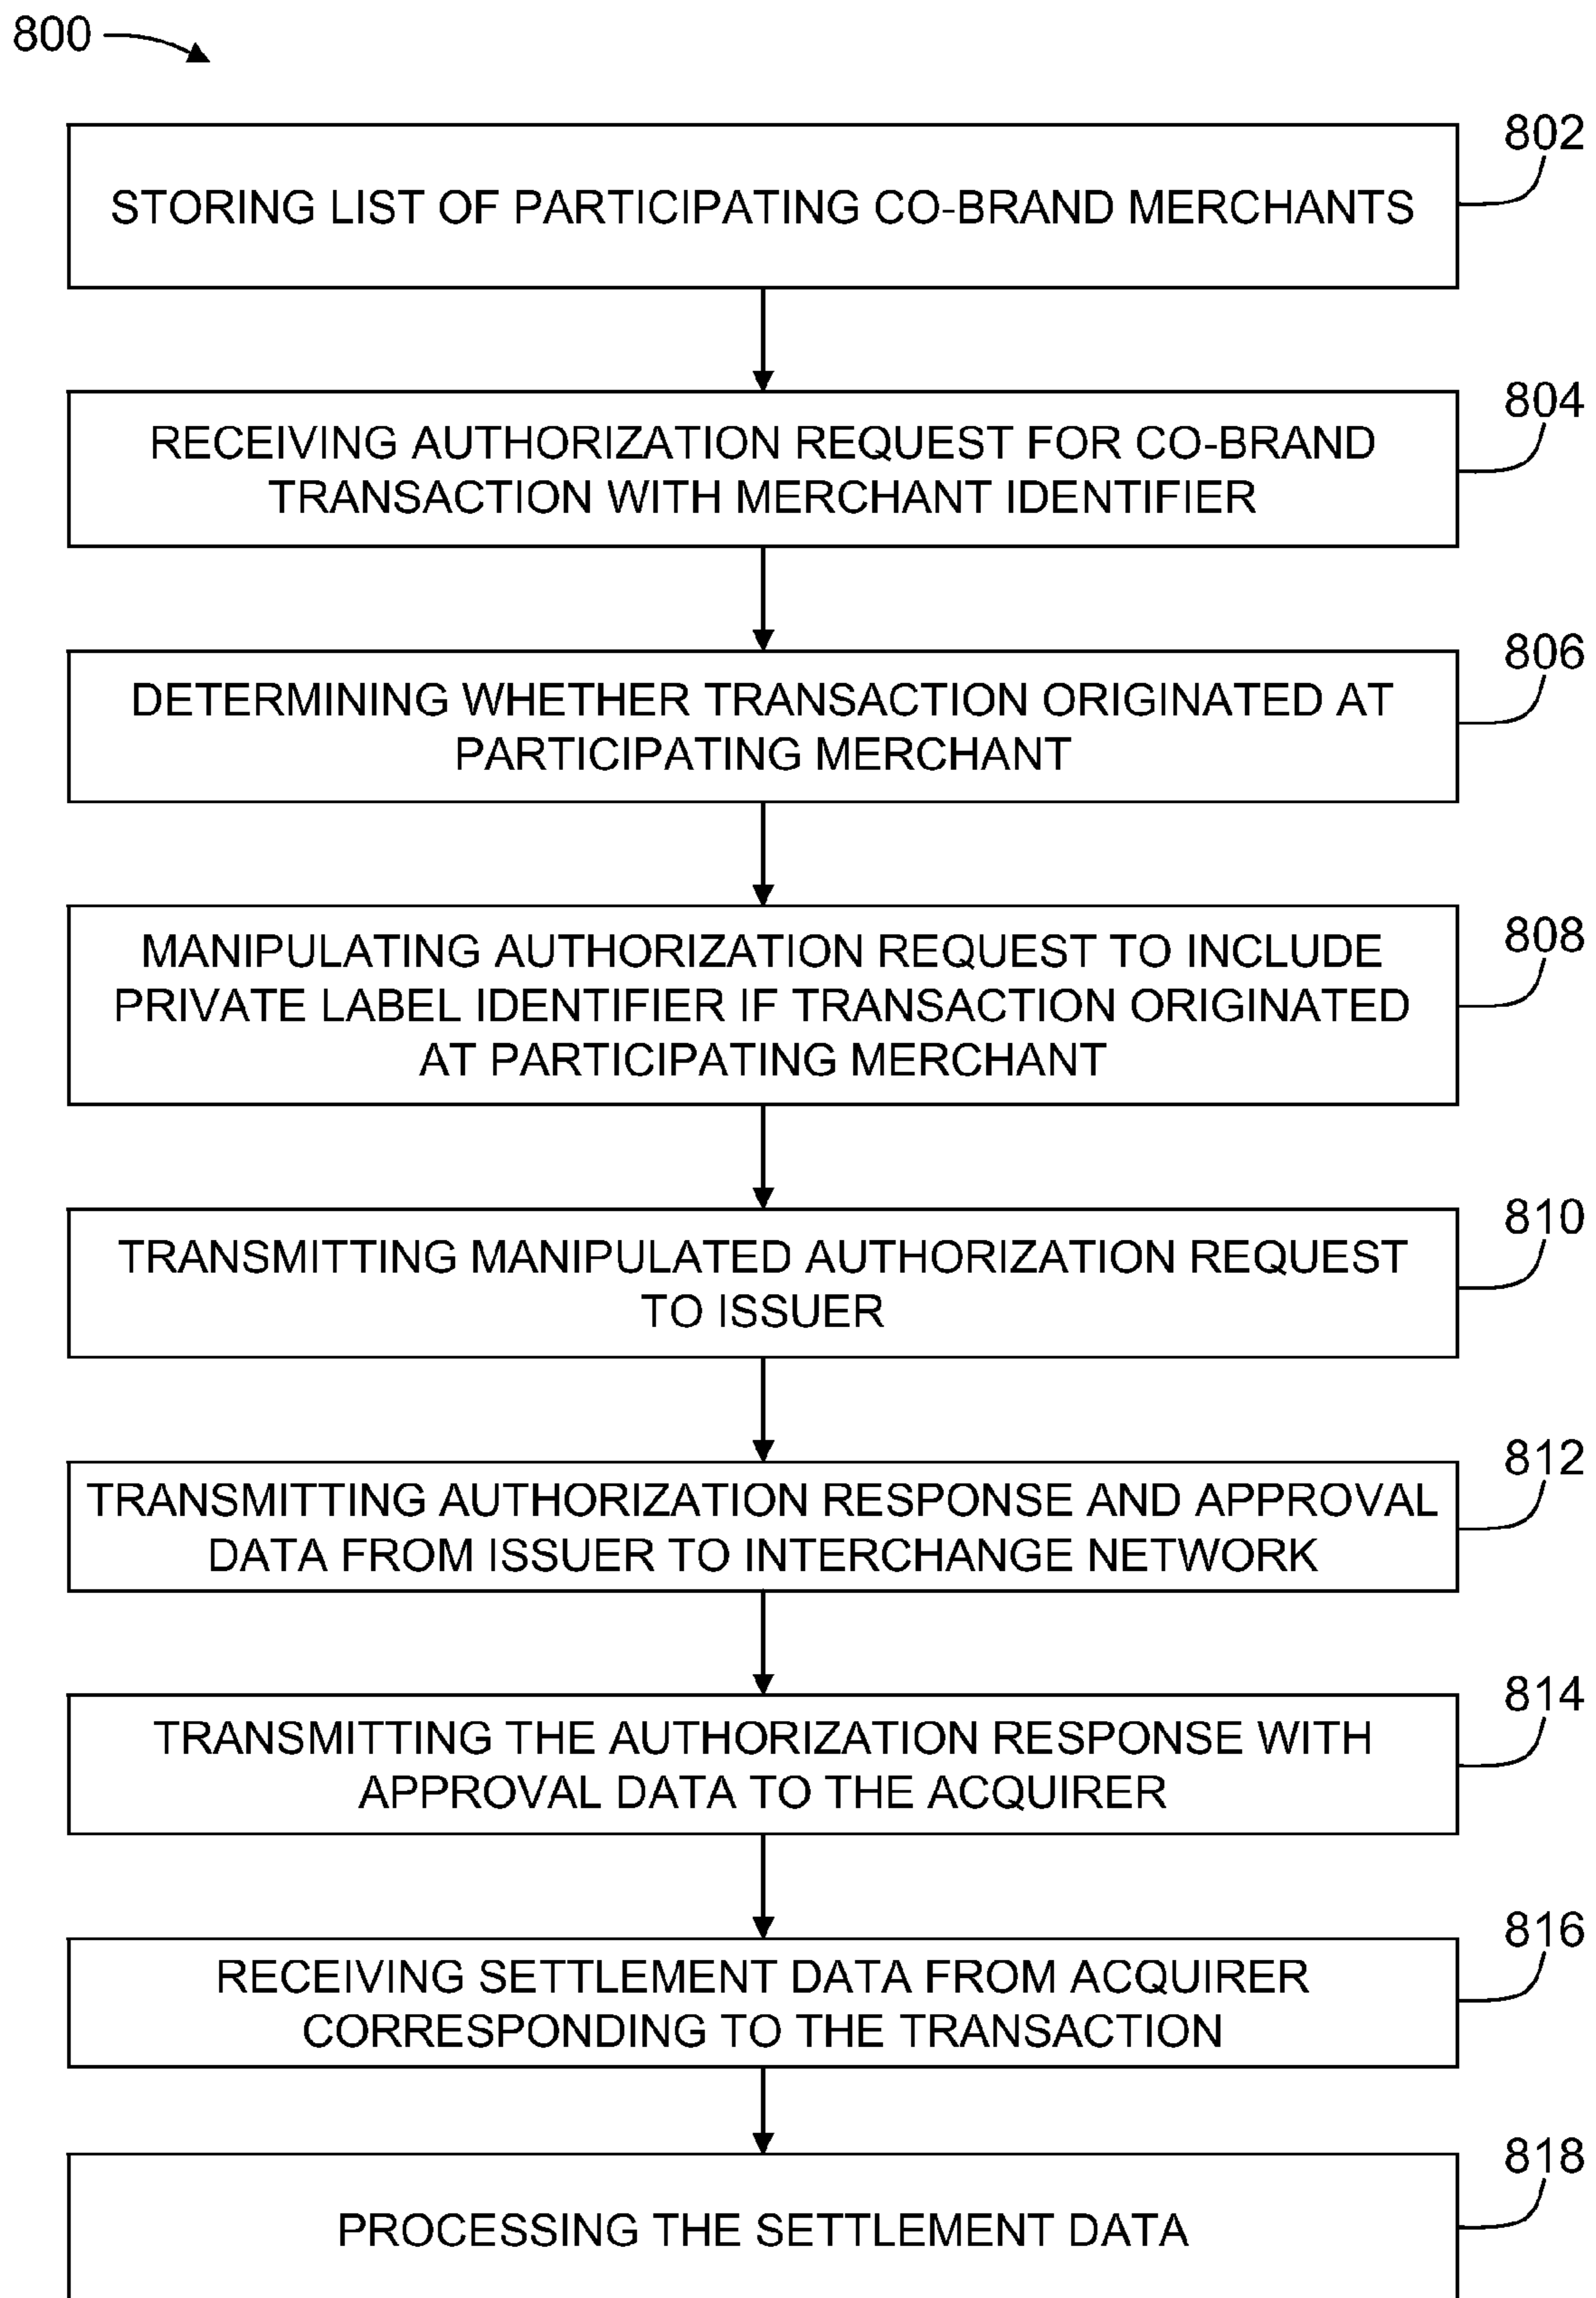 800
802
STORING LIST OF PARTICIPATING CO-BRAND MERCHANTS
804
RECEIVING AUTHORIZATION REQUEST FOR CO-BRAND
TRANSACTION WITH MERCHANT IDENTIFIER
806
DETERMINING WHETHER TRANSACTION ORIGINATED AT
PARTICIPATING MERCHANT
808
MANIPULATING AUTHORIZATION REQUEST TO INCLUDE
PRIVATE LABEL IDENTIFIER IF TRANSACTION ORIGINATED
AT PARTICIPATING MERCHANT
810
TRANSMITTING MANIPULATED AUTHORIZATION REQUEST
TO ISSUER
812
TRANSMITTING AUTHORIZATION RESPONSE AND APPROVAL
DATA FROM ISSUER TO INTERCHANGE NETWORK
814
TRANSMITTING THE AUTHORIZATION RESPONSE WITH
APPROVAL DATA TO THE ACQUIRER
816
RECEIVING SETTLEMENT DATA FROM ACQUIRER
CORRESPONDING TO THE TRANSACTION
818
PROCESSING THE SETTLEMENT DATA